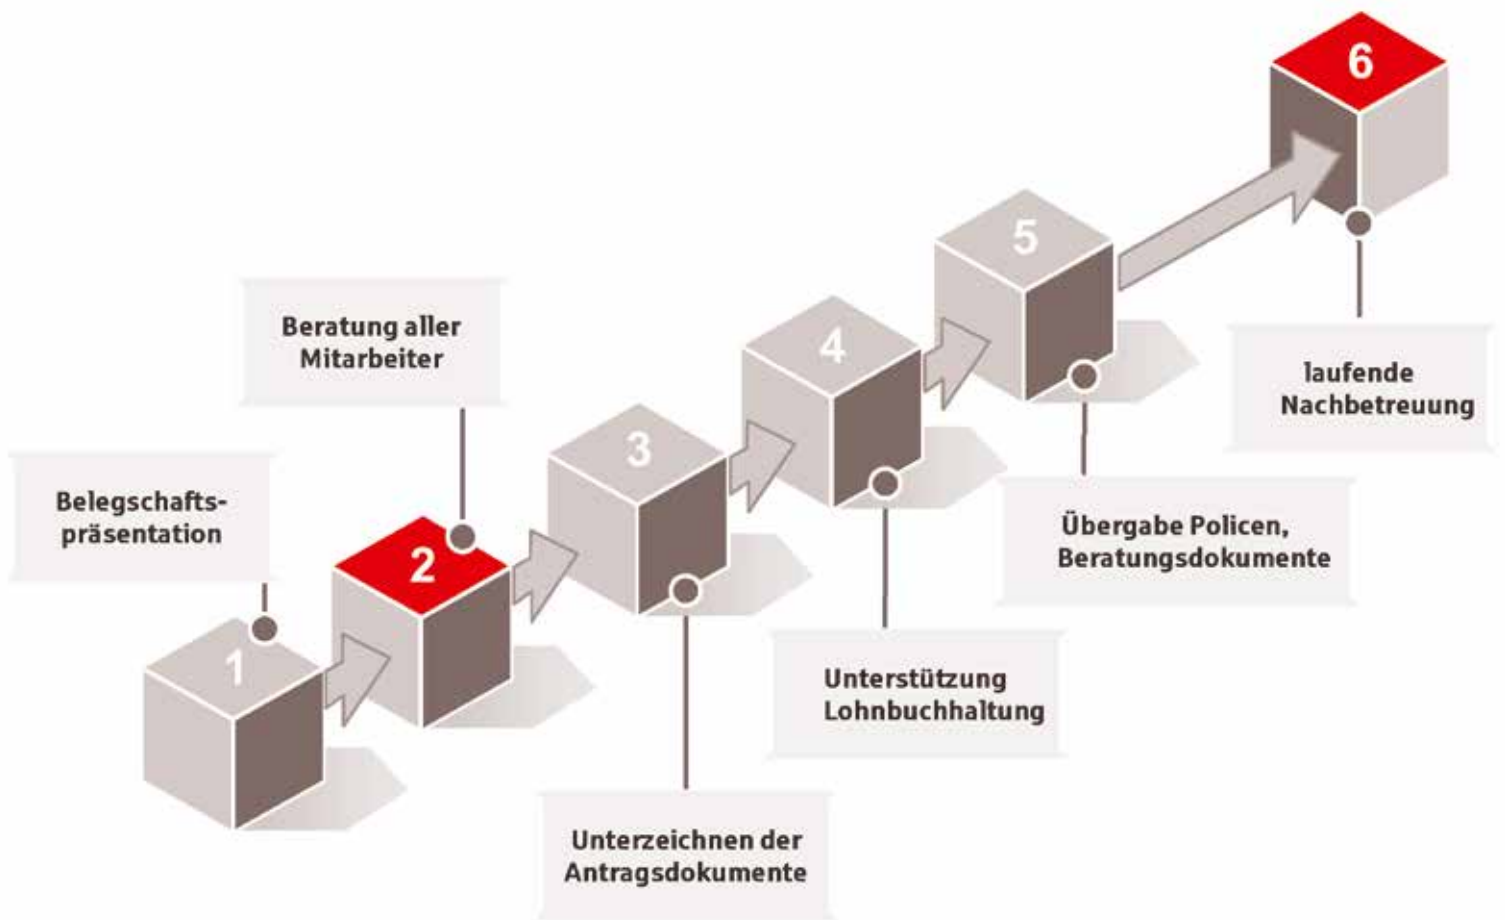 1
Belegschafts-
präsentation
2
Beratung aller
Mitarbeiter
3
Unterzeichnen der
Antragsdokumente
4
Unterstützung
Lohnbuchhaltung
5
Übergabe Policen,
Beratungsdokumente
6
laufende
Nachbetreuung